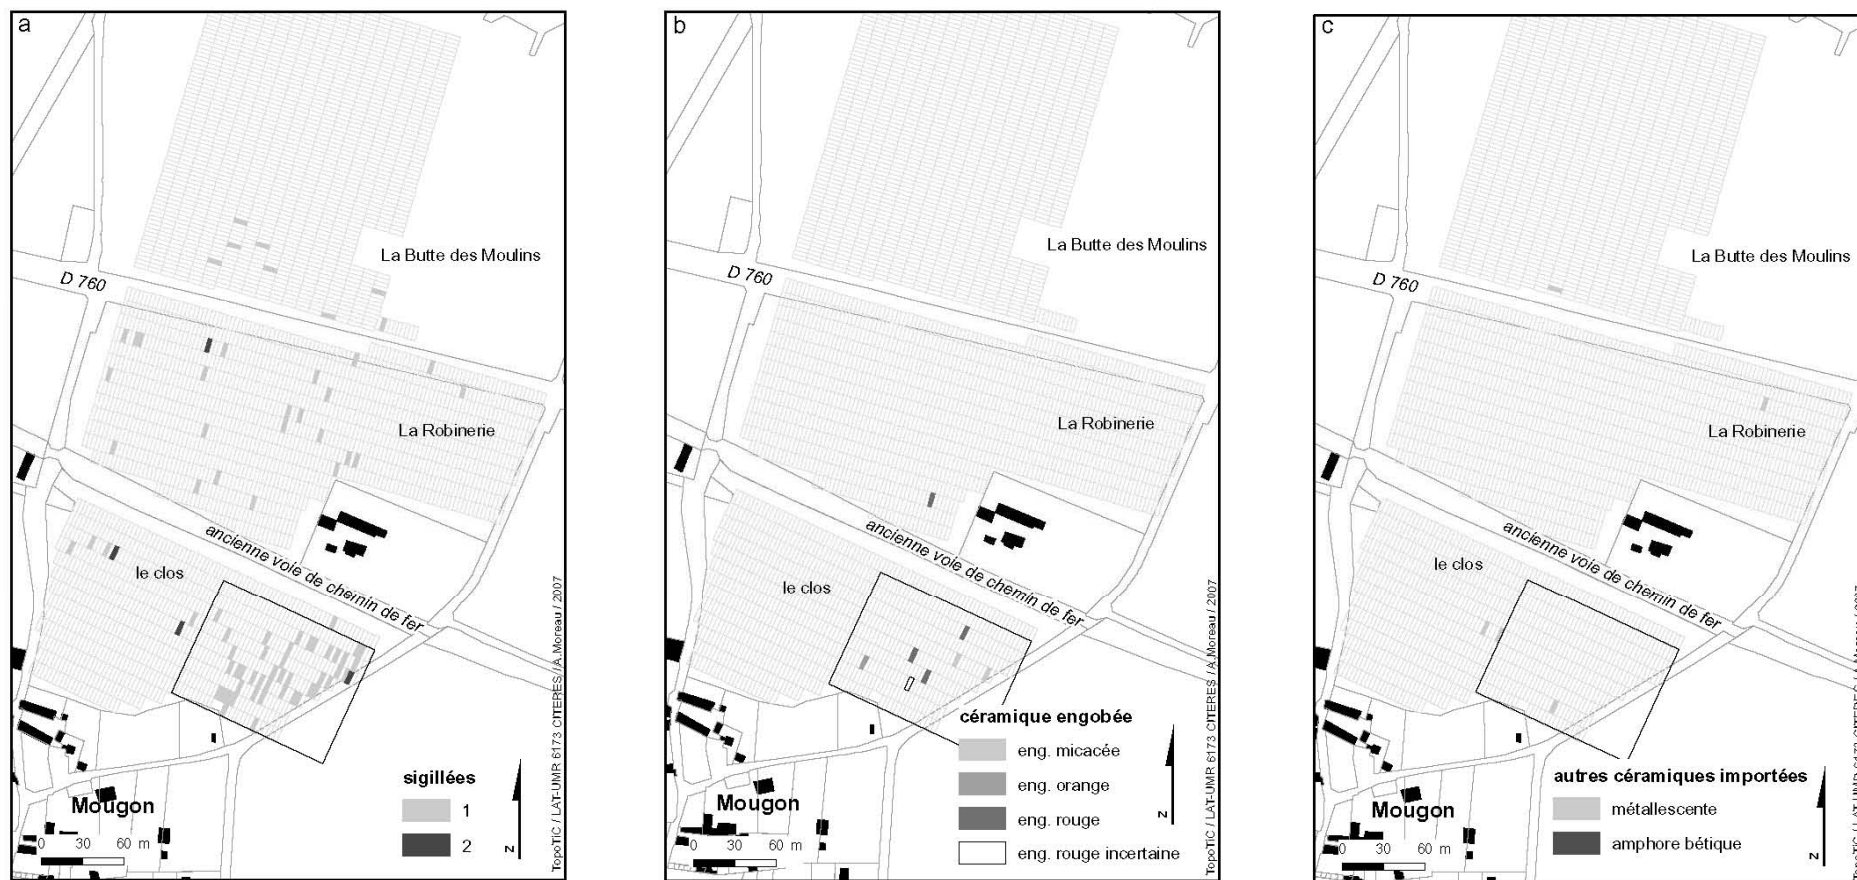 a
La Butte des Moulins
D 760
La Robinerie
ancienne voie de chemin de fer
le clos
sigillées
1
2
Mougon
0 30 60 m
N
TopoTiC / LAT-UMR 6173 CITERES / A.Moreau / 2007
b
La Butte des Moulins
D 760
La Robinerie
ancienne voie de chemin de fer
le clos
céramique engobée
eng. micacée
eng. orange
eng. rouge
eng. rouge incertaine
Mougon
0 30 60 m
N
TopoTiC / LAT-UMR 6173 CITERES / A.Moreau / 2007
c
La Butte des Moulins
D 760
La Robinerie
ancienne voie de chemin de fer
le clos
autres céramiques importées
métallescente
amphore bétique
Mougon
0 30 60 m
N